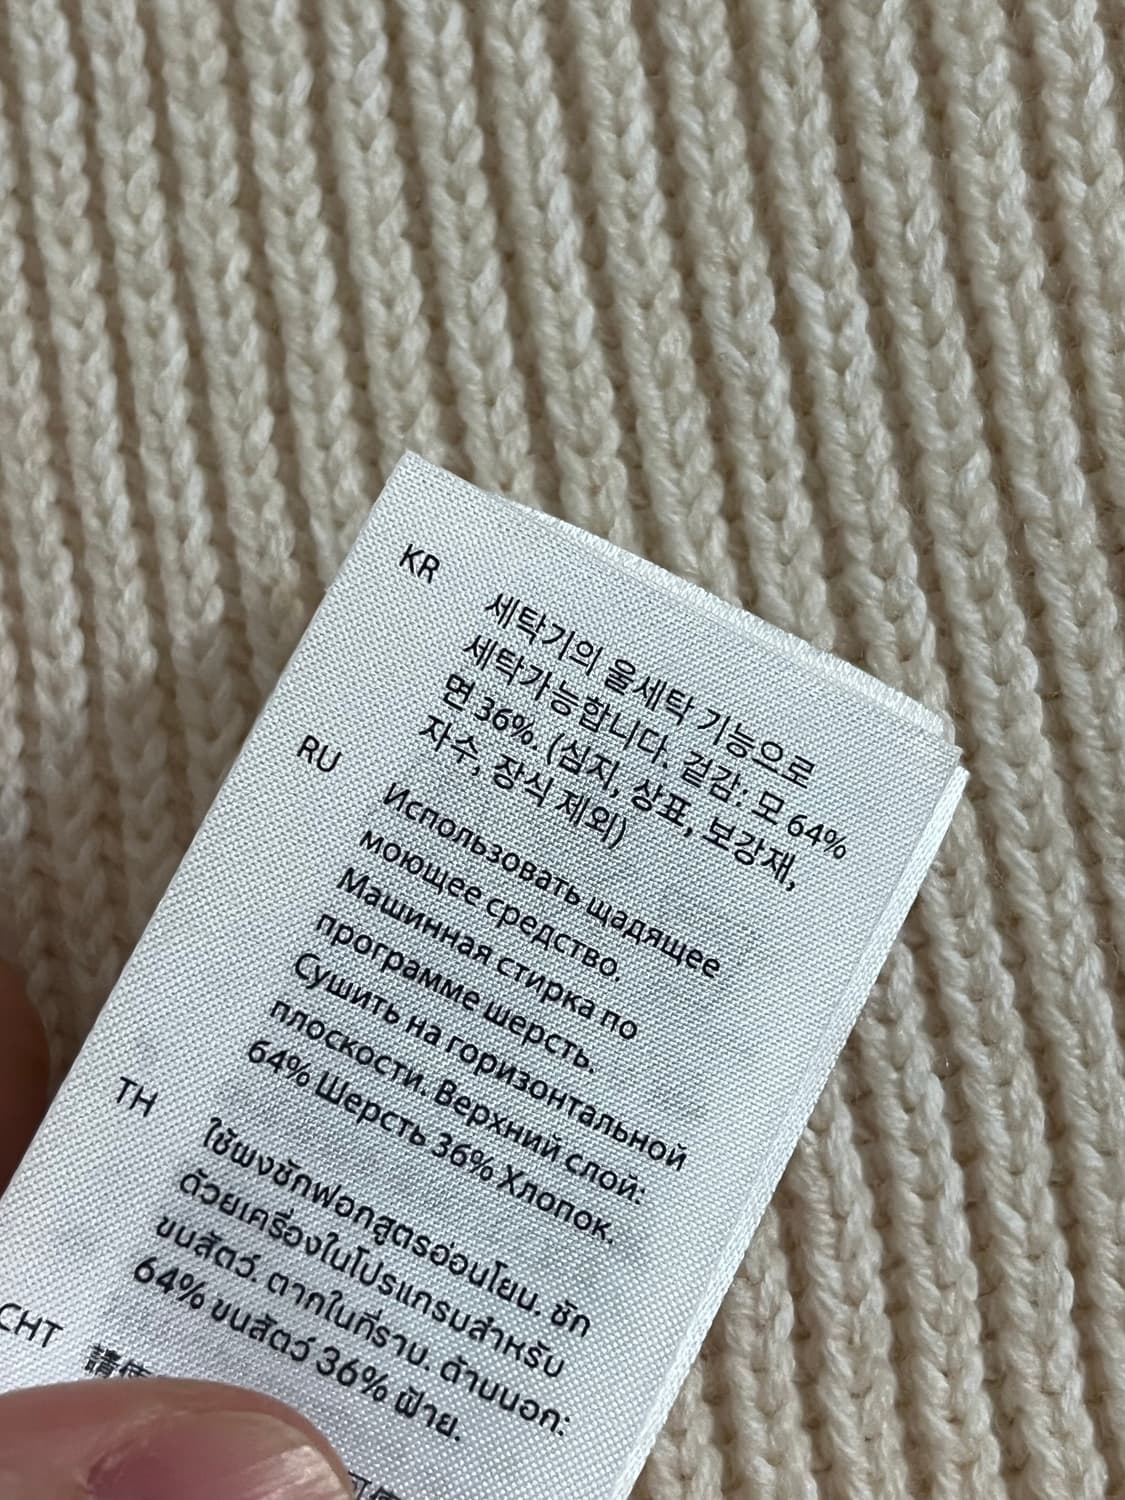 KR
세탁기의 울세탁 기능으로
세탁가능합니다. 겉감: 모 64%
면 36%. (심지, 상표, 보강재,
자수, 장식 제외)
RU
Использовать щадящее
моющее средство.
Машинная стирка по
программе шерсть.
Сушить на горизонтальной
плоскости. Верхний слой:
64% Шерсть 36% Хлопок.
TH
ใช้ผงซักฟอกสูตรอ่อนโยน. ซัก
ด้วยเครื่องในโปรแกรมสำหรับ
ขนสัตว์. ตากในที่ราบ. ด้านนอก:
64% ขนสัตว์ 36% ฝ้าย.
CHT
請使